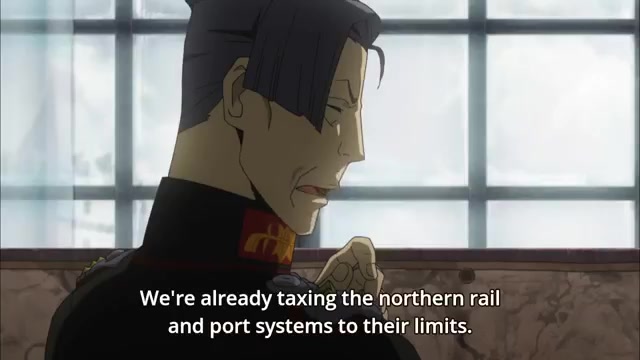 We're already taxing the northern rail
and port systems to their limits.